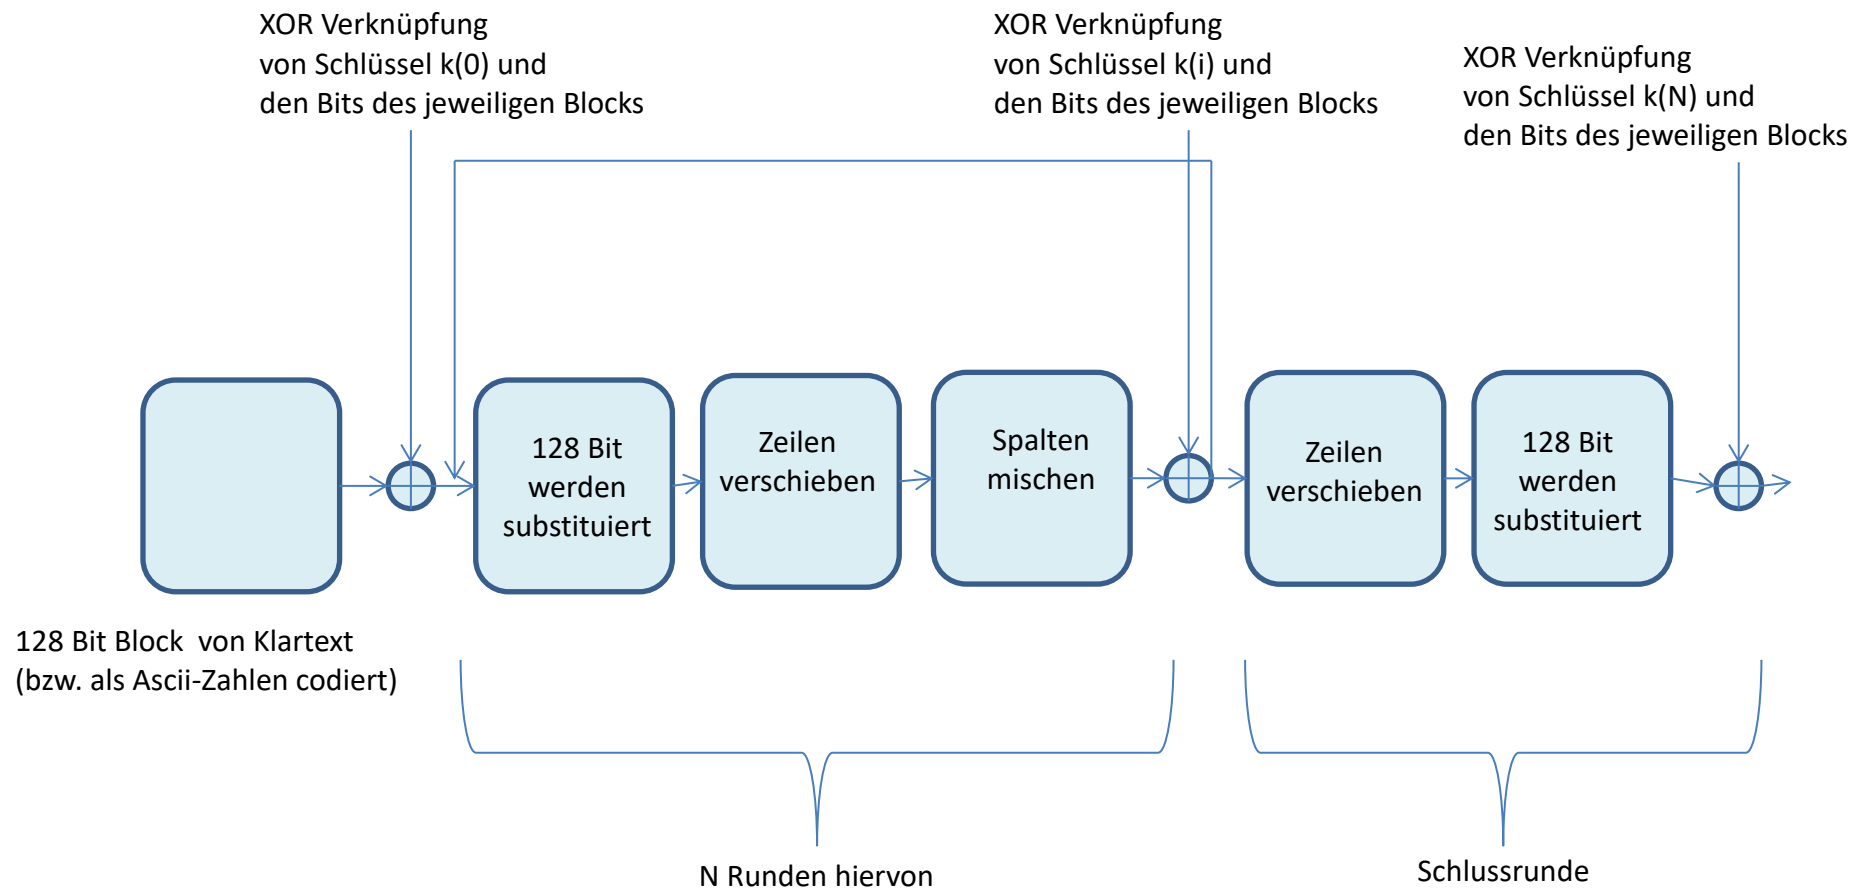 XOR Verknüpfung
von Schlüssel k(0) und
den Bits des jeweiligen Blocks
XOR Verknüpfung
von Schlüssel k(i) und
den Bits des jeweiligen Blocks
XOR Verknüpfung
von Schlüssel k(N) und
den Bits des jeweiligen Blocks
128 Bit
werden
substituiert
Zeilen
verschieben
Spalten
mischen
Zeilen
verschieben
128 Bit
werden
substituiert
128 Bit Block von Klartext
(bzw. als Ascii-Zahlen codiert)
N Runden hiervon
Schlussrunde